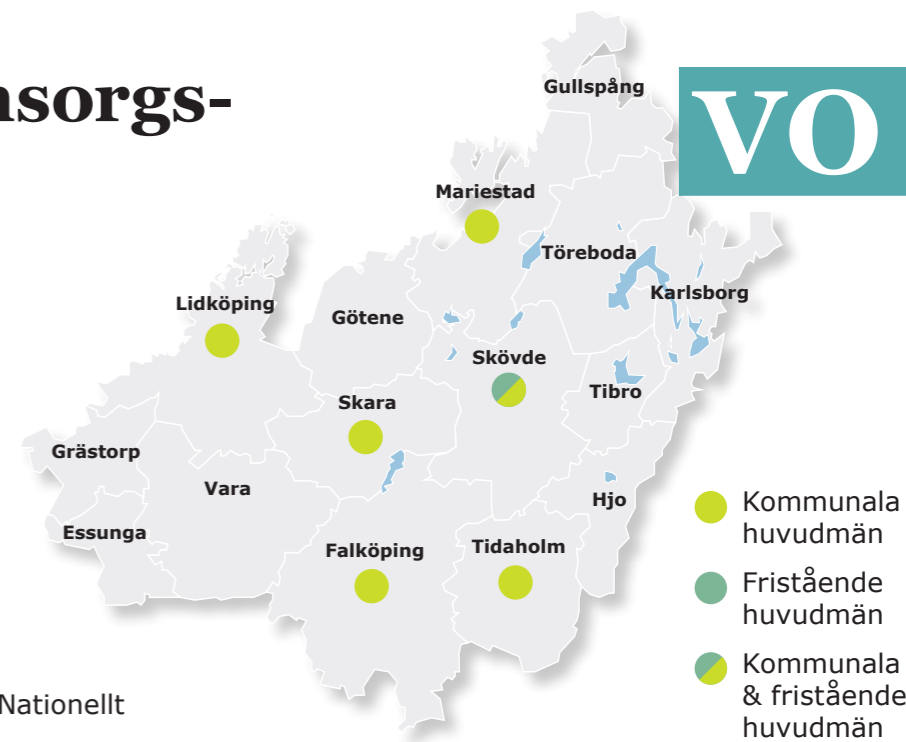 nsorgs-
VO
Gullspång
Mariestad
Töreboda
Karlsborg
Lidköping
Götene
Skövde
Tibro
Skara
Grästorp
Vara
Hjo
Essunga
Falköping
Tidaholm
Kommunala
huvudmän
Fristående
huvudmän
Kommunala
& fristående
huvudmän
Nationellt